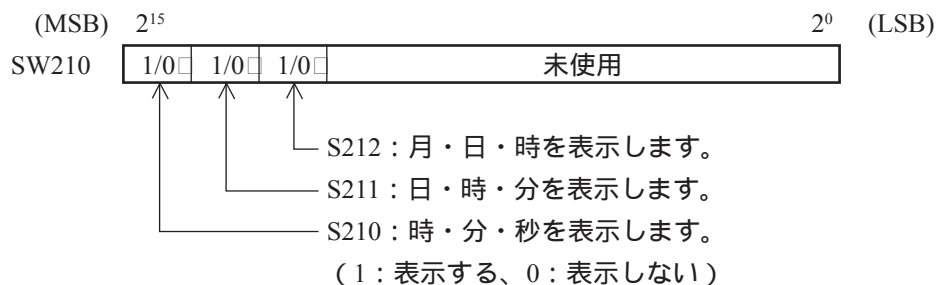 (MSB) 2¹⁵ 2⁰ (LSB)
SW210 1/0□ 1/0□ 1/0□ 未使用
S212：月・日・時を表示します。
S211：日・時・分を表示します。
S210：時・分・秒を表示します。
（1：表示する、0：表示しない）